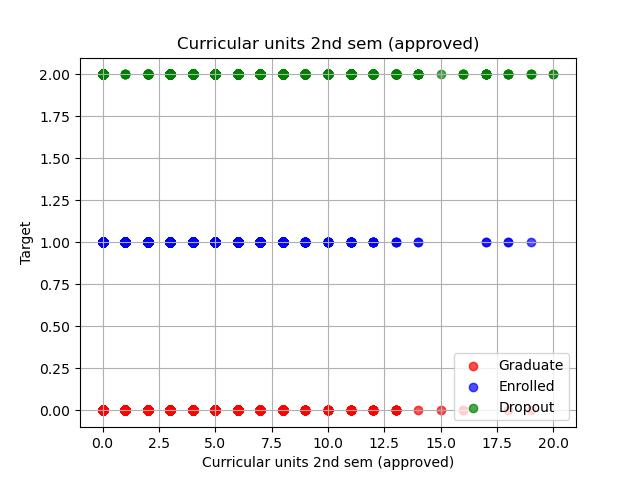 Curricular units 2nd sem (approved)
2.00
1.75
1.50
1.25
1.00
0.75
0.50
0.25
0.00
Target
Graduate
Enrolled
Dropout
0.0 2.5 5.0 7.5 10.0 12.5 15.0 17.5 20.0
Curricular units 2nd sem (approved)